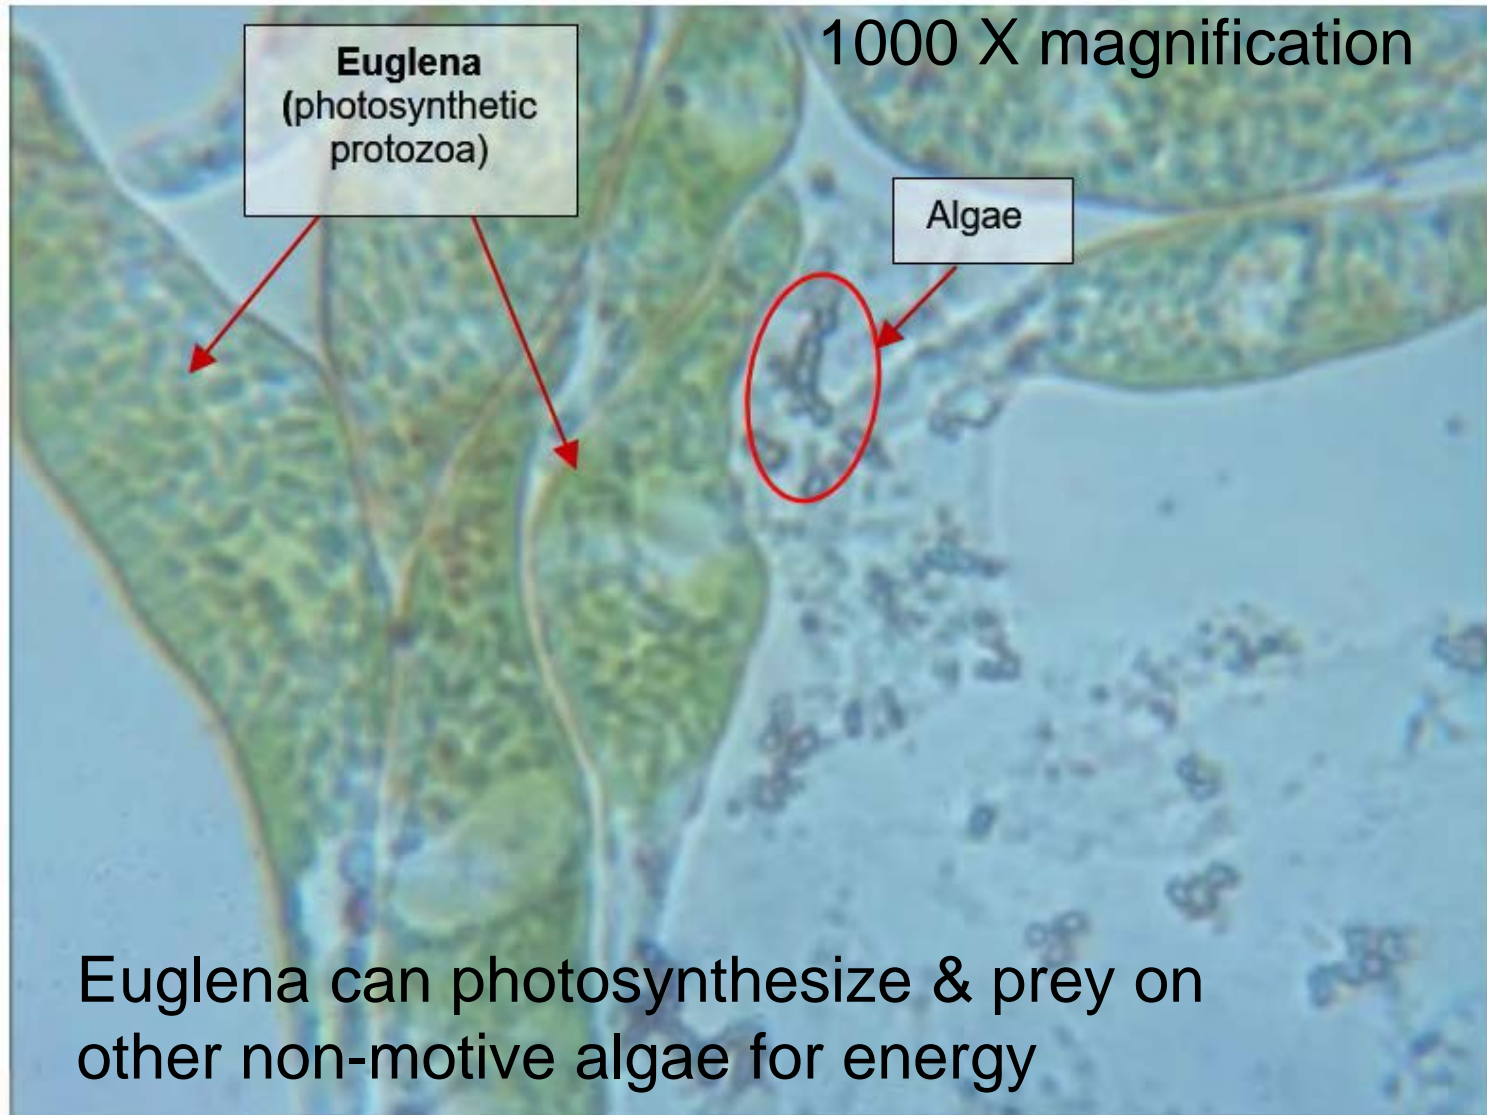 1000 X magnification
Euglena
(photosynthetic
protozoa)
Algae
Euglena can photosynthesize & prey on
other non-motive algae for energy